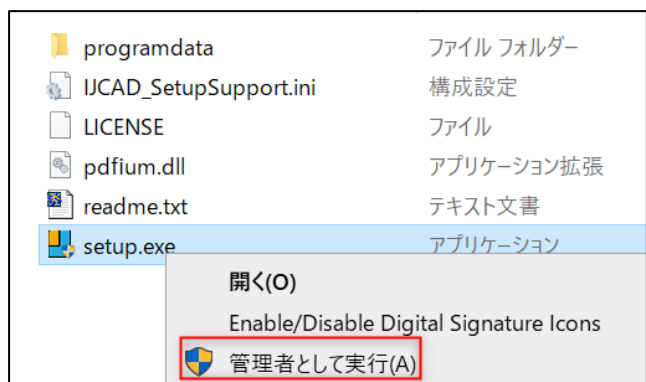 programdata ファイル フォルダー
IJCAD_SetupSupport.ini 構成設定
LICENSE ファイル
pdfium.dll アプリケーション拡張
readme.txt テキスト文書
setup.exe アプリケーション
開く(O)
Enable/Disable Digital Signature Icons
管理者として実行(A)